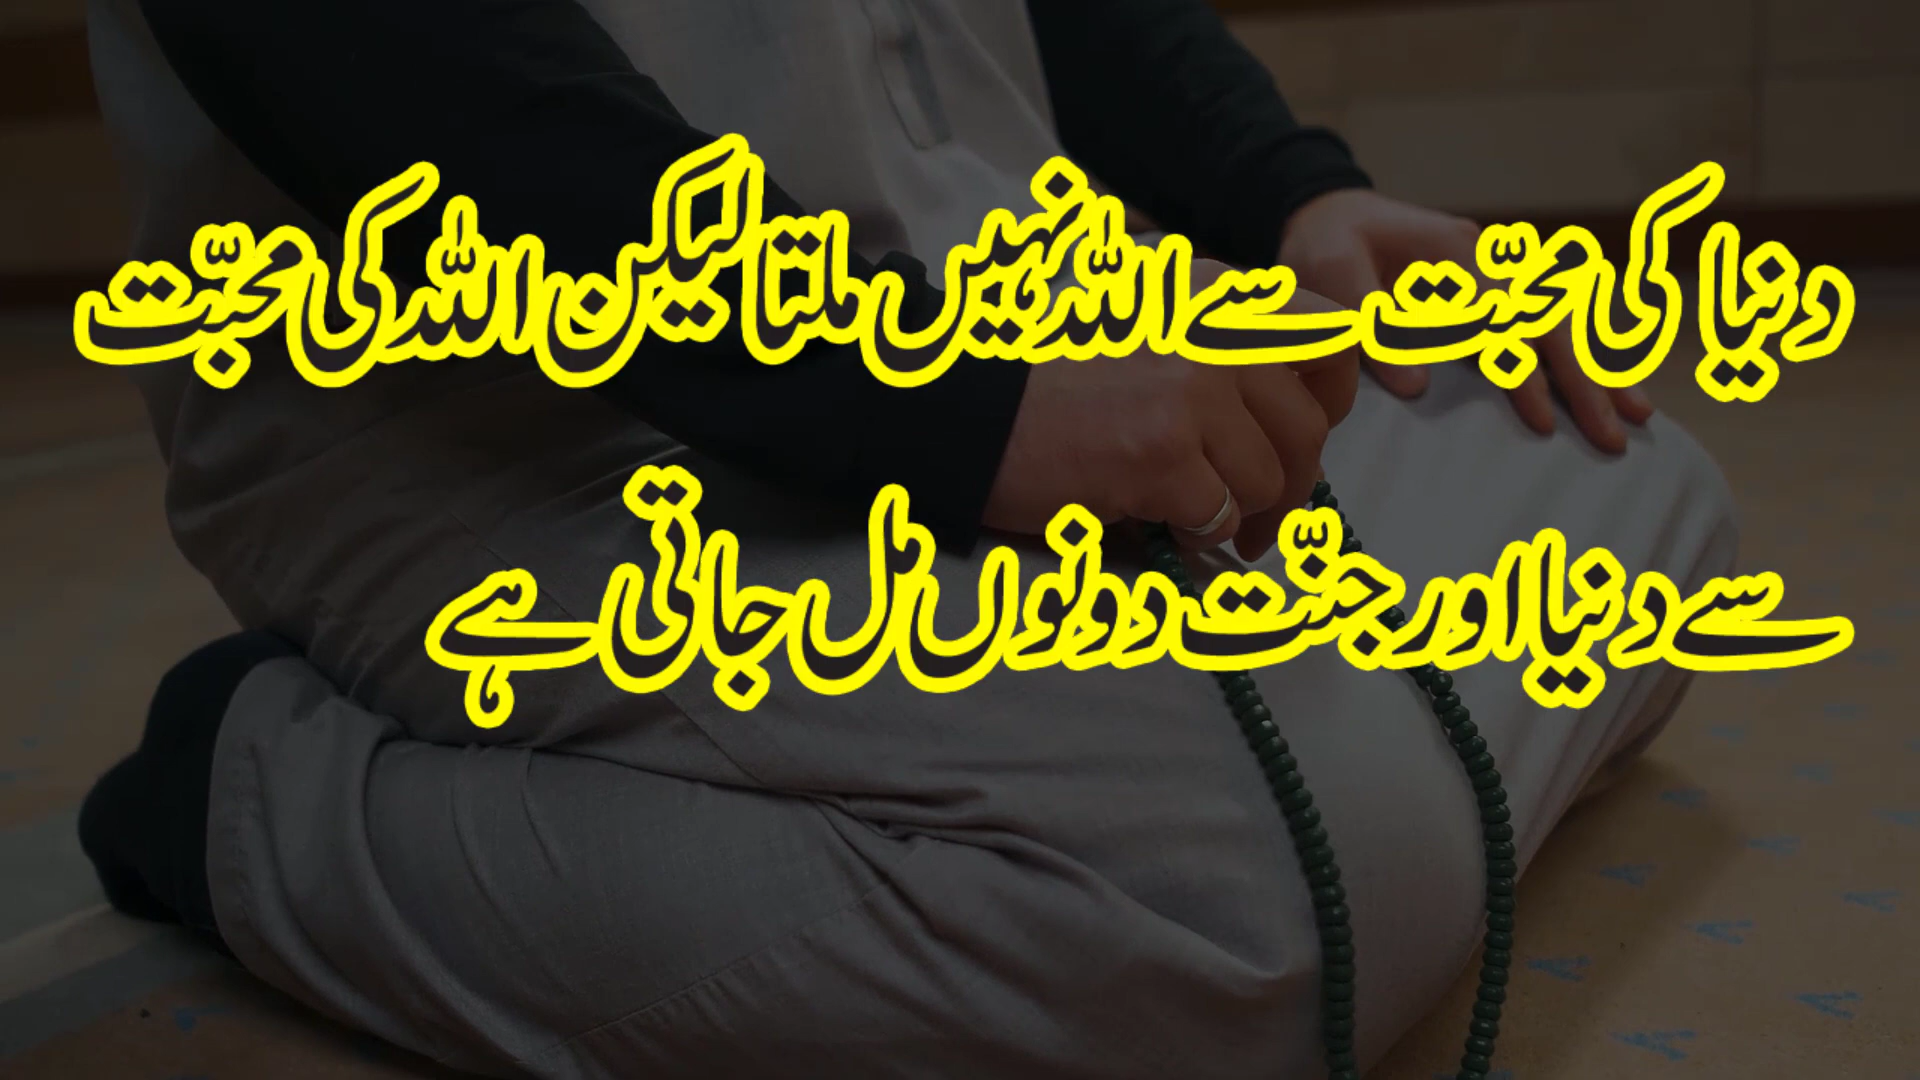 دنیا کی محبّت سے اللہ نہیں ملتا لیکن اللہ کی محبّت
سے دنیا اور جنّت دونوں مل جاتی ہے